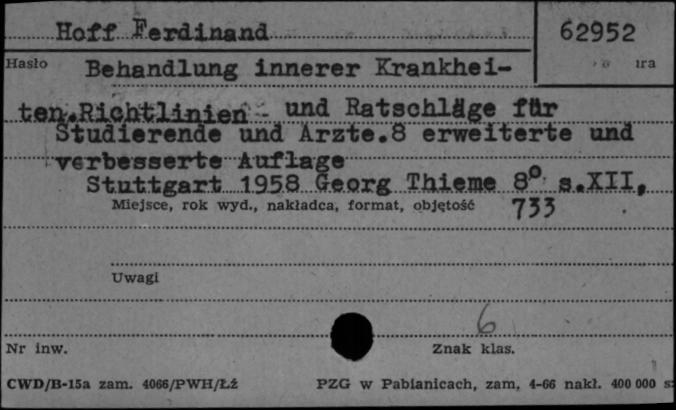 Hoff Ferdinand
62952
Hasło
Behandlung innerer Krankhei-
ten.Richtlinien - und Ratschläge für
Studierende und Arzte.8 erweiterte und
verbesserte Auflage
Stuttgart 1958 Georg Thieme 8° s.XII,
Miejsce, rok wyd., nakładca, format, objętość 733
Uwagi
6
Nr inw. Znak klas.
CWD/B-15a zam. 4066/PWH/Łź PZG w Pabianicach, zam. 4-66 nakł. 400 000